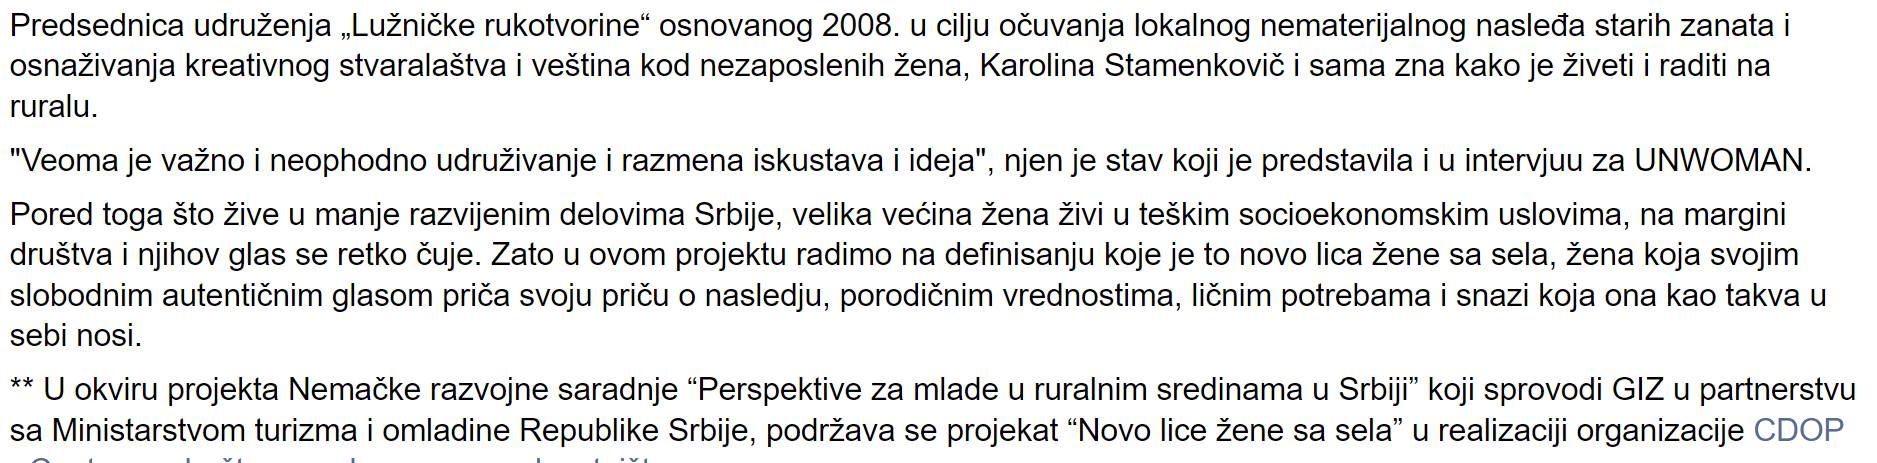 Predsednica udruženja „Lužničke rukotvorine“ osnovanog 2008. u cilju očuvanja lokalnog nematerijalnog nasleđa starih zanata i
osnaživanja kreativnog stvaralaštva i veština kod nezaposlenih žena, Karolina Stamenkovič i sama zna kako je živeti i raditi na
ruralu.
"Veoma je važno i neophodno udruživanje i razmena iskustava i ideja", njen je stav koji je predstavila i u intervjuu za UNWOMAN.
Pored toga što žive u manje razvijenim delovima Srbije, velika većina žena živi u teškim socioekonomskim uslovima, na margini
društva i njihov glas se retko čuje. Zato u ovom projektu radimo na definisanju koje je to novo lica žene sa sela, žena koja svojim
slobodnim autentičnim glasom priča svoju priču o nasledju, porodičnim vrednostima, ličnim potrebama i snazi koja ona kao takva u
sebi nosi.
** U okviru projekta Nemačke razvojne saradnje “Perspektive za mlade u ruralnim sredinama u Srbiji” koji sprovodi GIZ u partnerstvu
sa Ministarstvom turizma i omladine Republike Srbije, podržava se projekat “Novo lice žene sa sela” u realizaciji organizacije CDOP